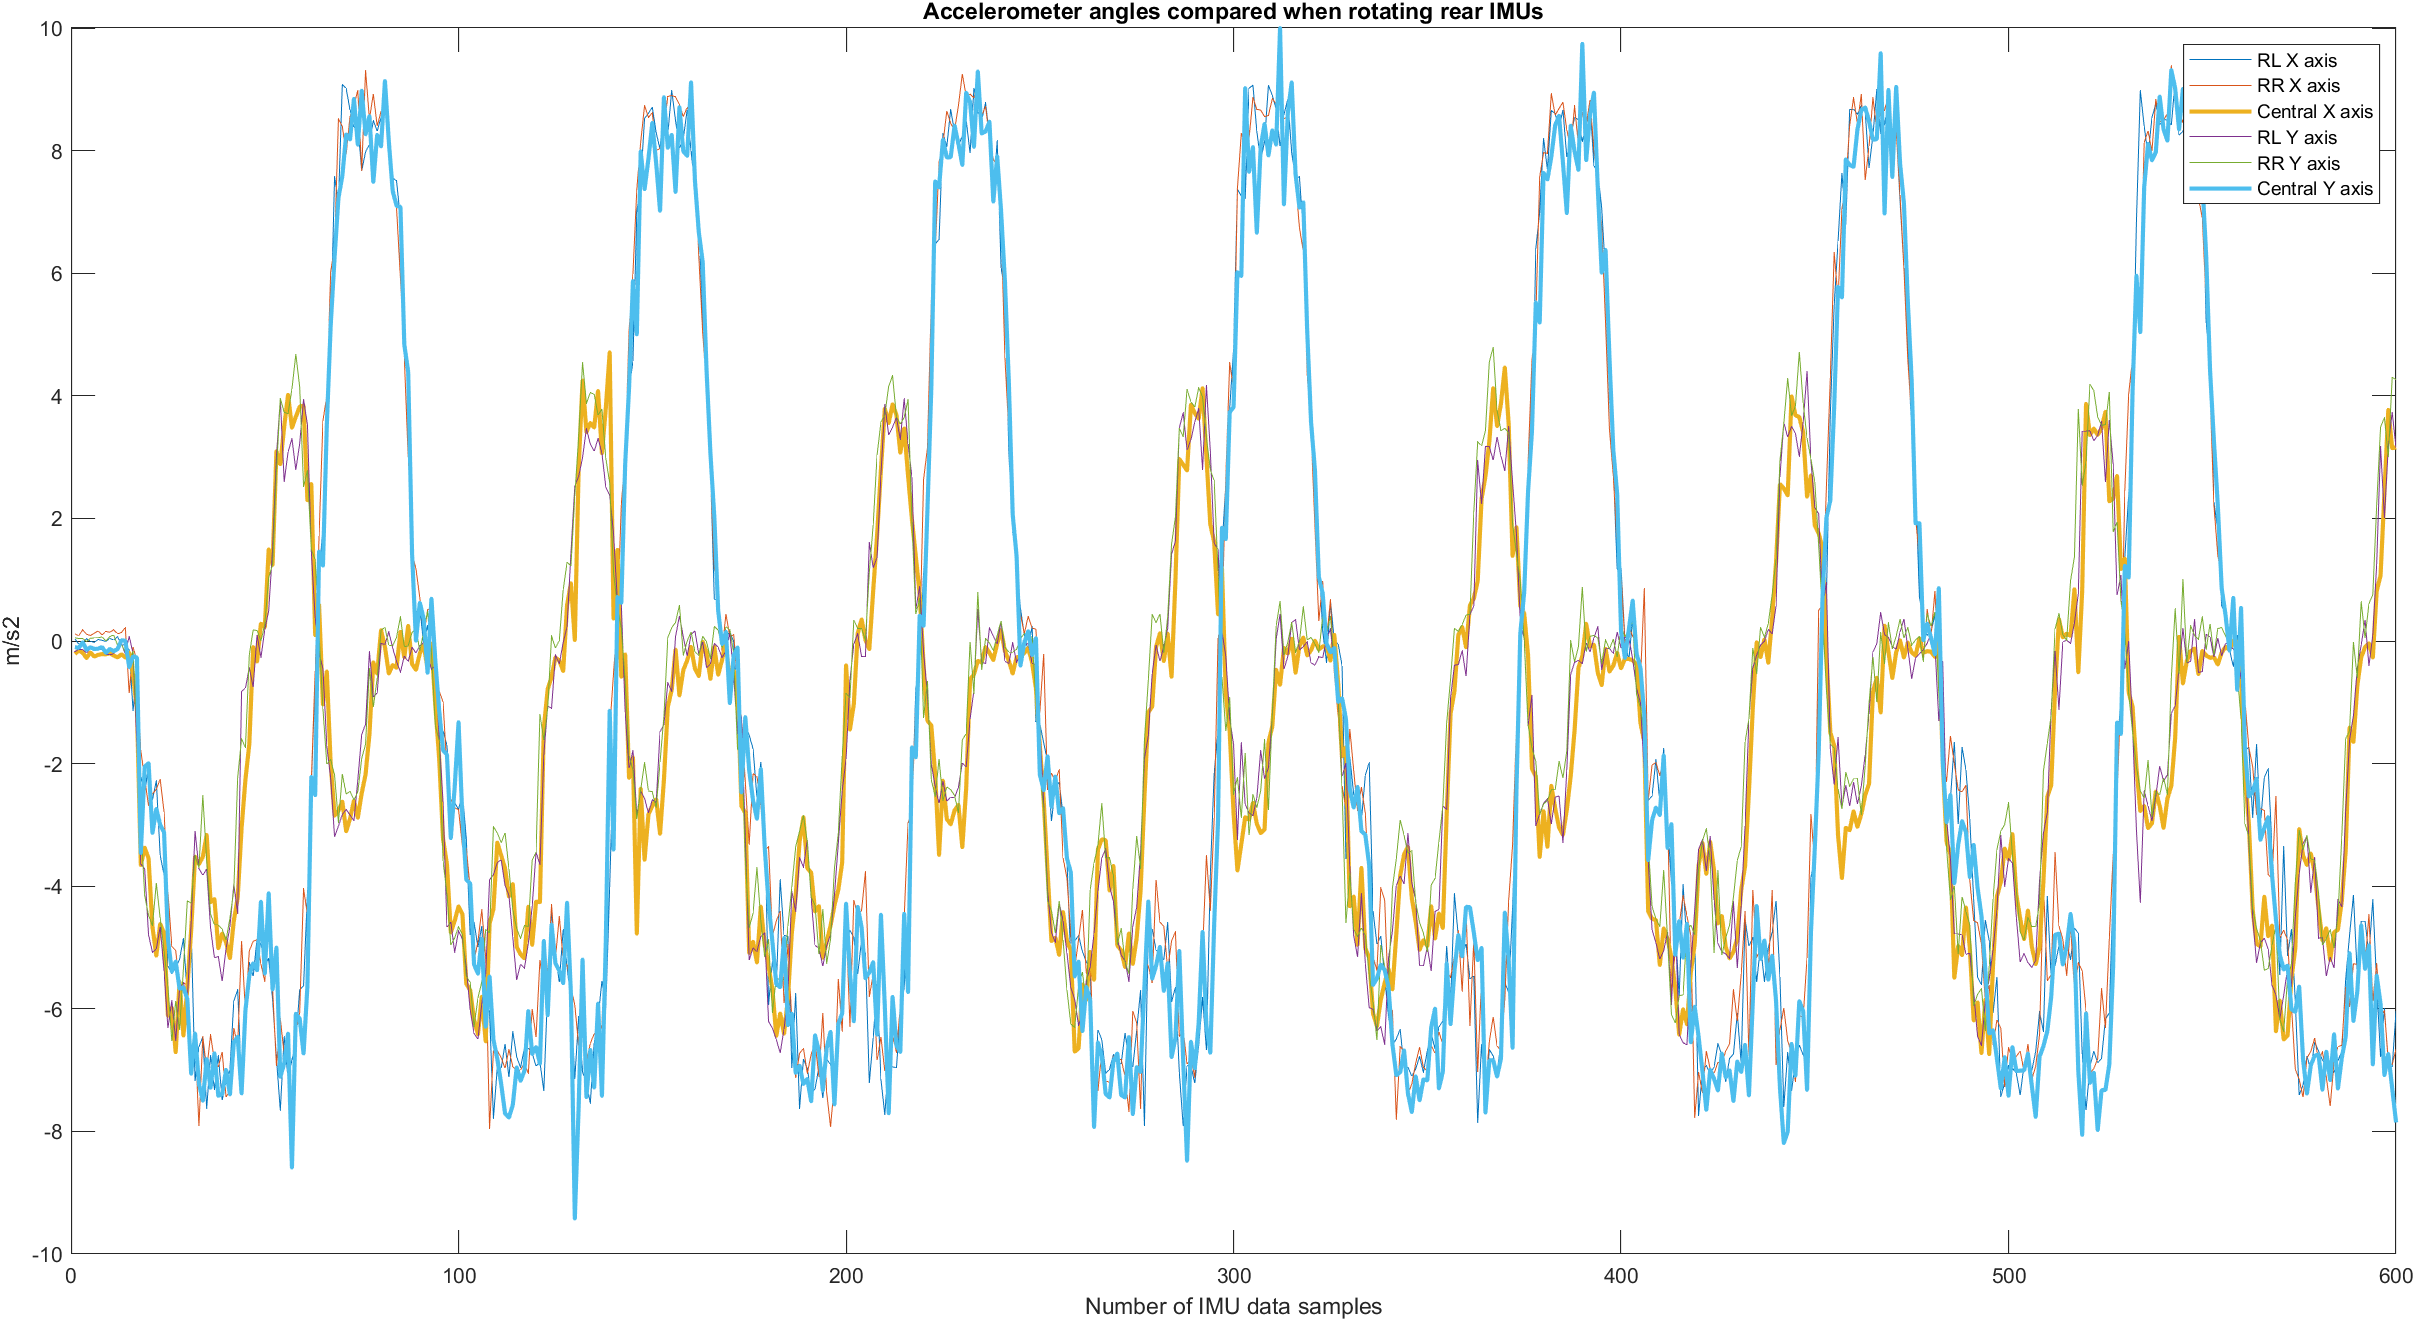 Accelerometer angles compared when rotating rear IMUs
10
8
6
4
2
0
-2
-4
-6
-8
-10
m/s2
RL X axis
RR X axis
Central X axis
RL Y axis
RR Y axis
Central Y axis
0 100 200 300 400 500 600
Number of IMU data samples